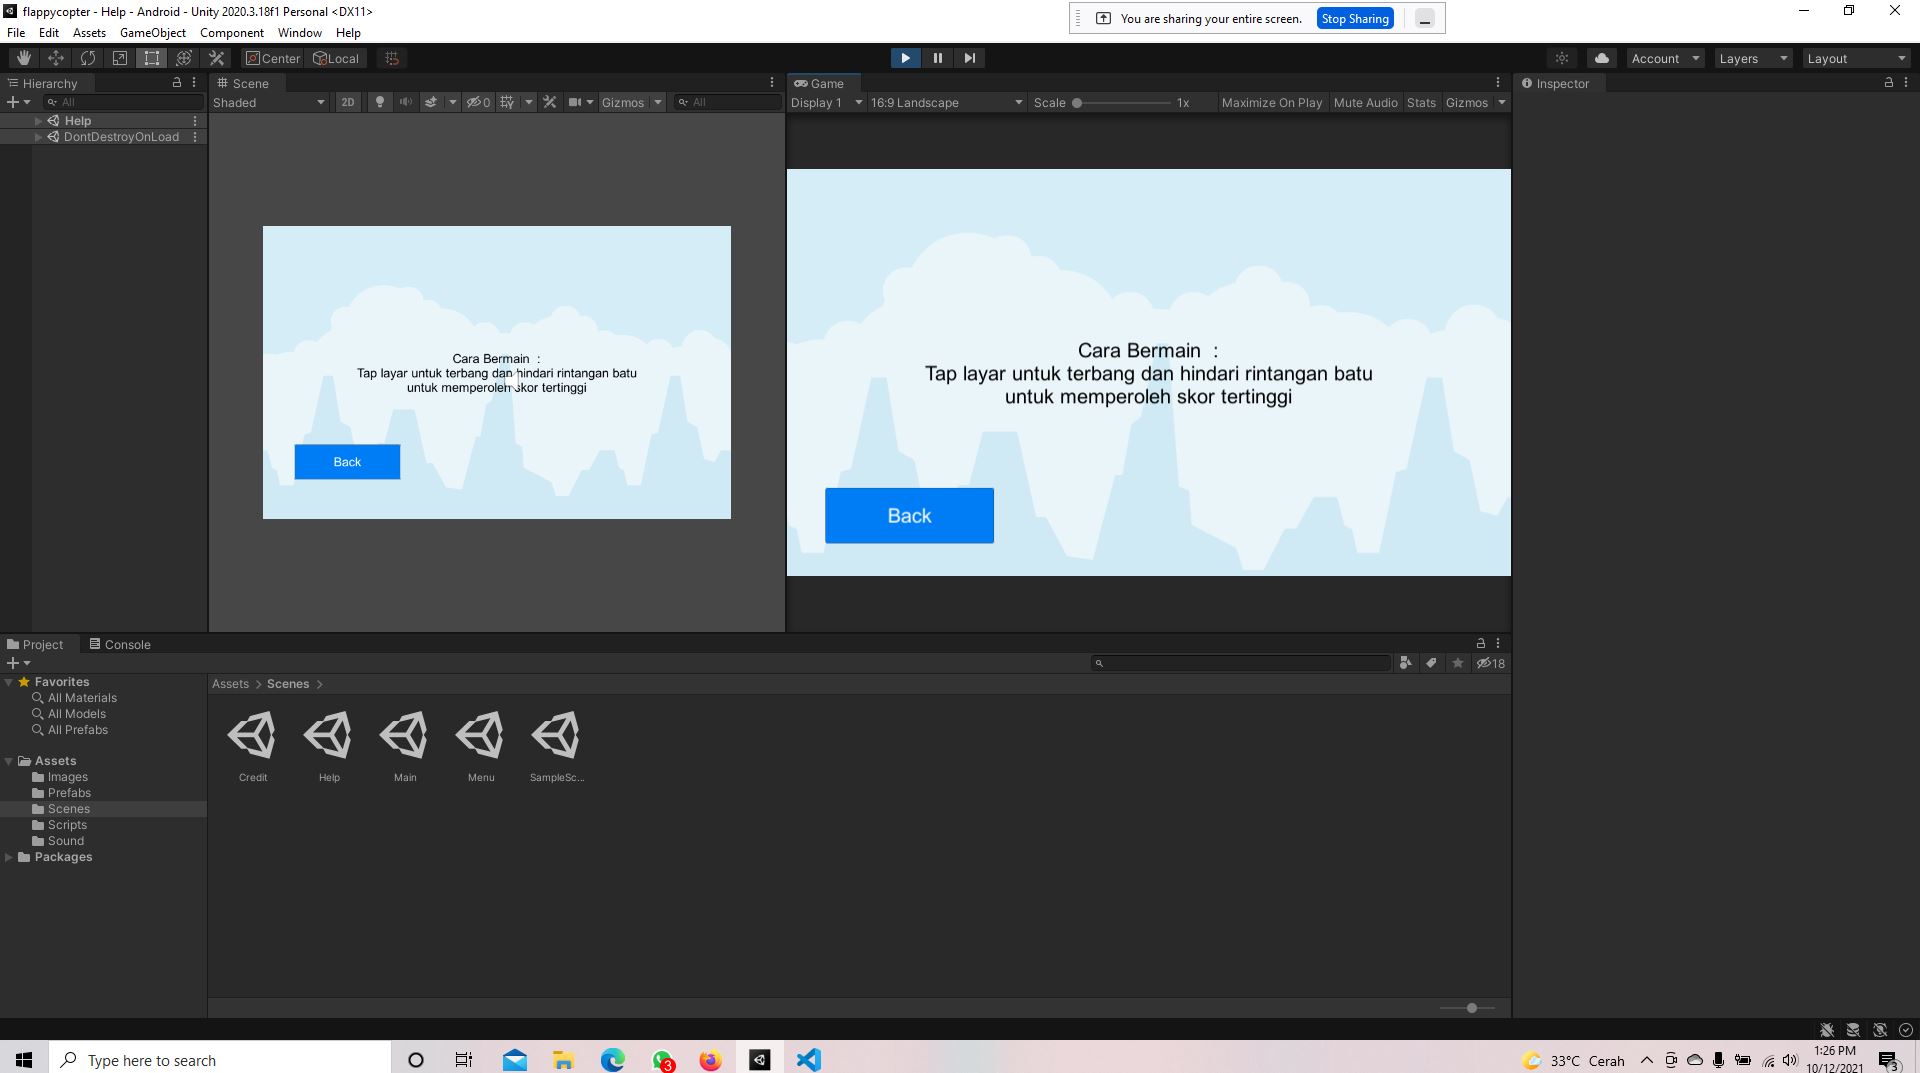 flappycopter - Help - Android - Unity 2020.3.18f1 Personal <DX11>
You are sharing your entire screen. Stop Sharing
File Edit Assets GameObject Component Window Help
Center Local
Account Layers Layout
Hierarchy
All
Help
DontDestroyOnLoad
Scene
Shaded 2D 0 Gizmos All
Cara Bermain :
Tap layar untuk terbang dan hindari rintangan batu
untuk memperoleh skor tertinggi
Back
Game
Display 1 16:9 Landscape Scale 1x Maximize On Play Mute Audio Stats Gizmos
Cara Bermain :
Tap layar untuk terbang dan hindari rintangan batu
untuk memperoleh skor tertinggi
Back
Inspector
Project Console
18
Favorites
All Materials
All Models
All Prefabs
Assets
Images
Prefabs
Scenes
Scripts
Sound
Packages
Assets > Scenes >
Credit Help Main Menu SampleSc...
Type here to search
3
33°C Cerah
1:26 PM
10/12/2021
3